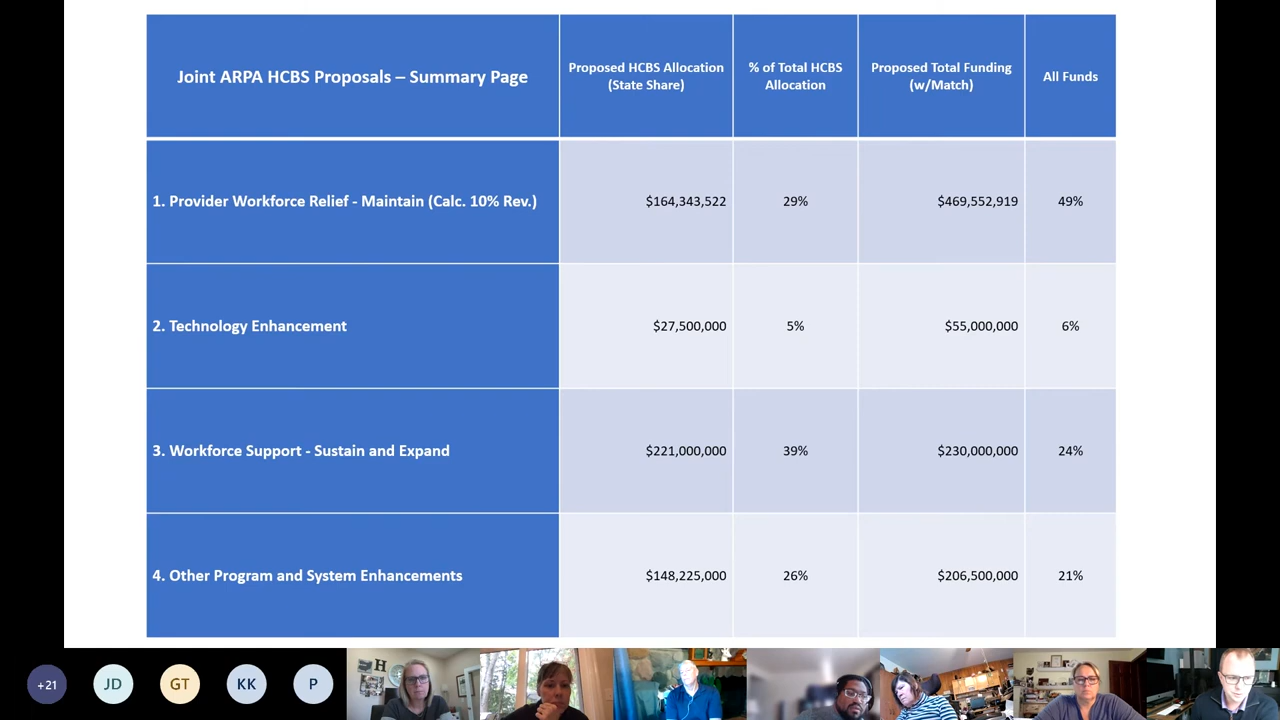 Joint ARPA HCBS Proposals – Summary Page
Proposed HCBS Allocation
(State Share)
% of Total HCBS
Allocation
Proposed Total Funding
(w/Match)
All Funds
1. Provider Workforce Relief - Maintain (Calc. 10% Rev.)
$164,343,522
29%
$469,552,919
49%
2. Technology Enhancement
$27,500,000
5%
$55,000,000
6%
3. Workforce Support - Sustain and Expand
$221,000,000
39%
$230,000,000
24%
4. Other Program and System Enhancements
$148,225,000
26%
$206,500,000
21%
+21
JD
GT
KK
P
H